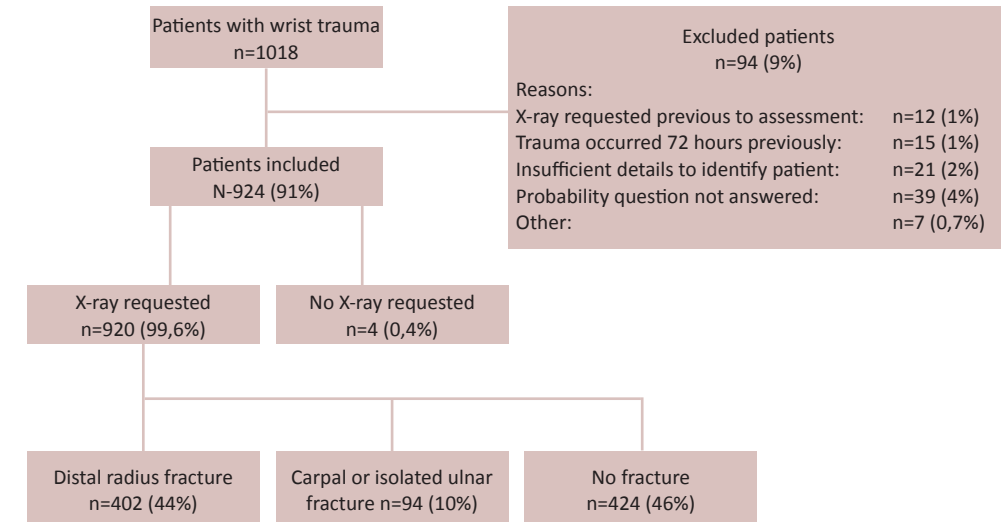 Patients with wrist trauma
n=1018
Excluded patients
n=94 (9%)
Reasons:
X-ray requested previous to assessment: n=12 (1%)
Trauma occurred 72 hours previously: n=15 (1%)
Insufficient details to identify patient: n=21 (2%)
Probability question not answered: n=39 (4%)
Other: n=7 (0,7%)
Patients included
N-924 (91%)
X-ray requested
n=920 (99,6%)
No X-ray requested
n=4 (0,4%)
Distal radius fracture
n=402 (44%)
Carpal or isolated ulnar
fracture n=94 (10%)
No fracture
n=424 (46%)